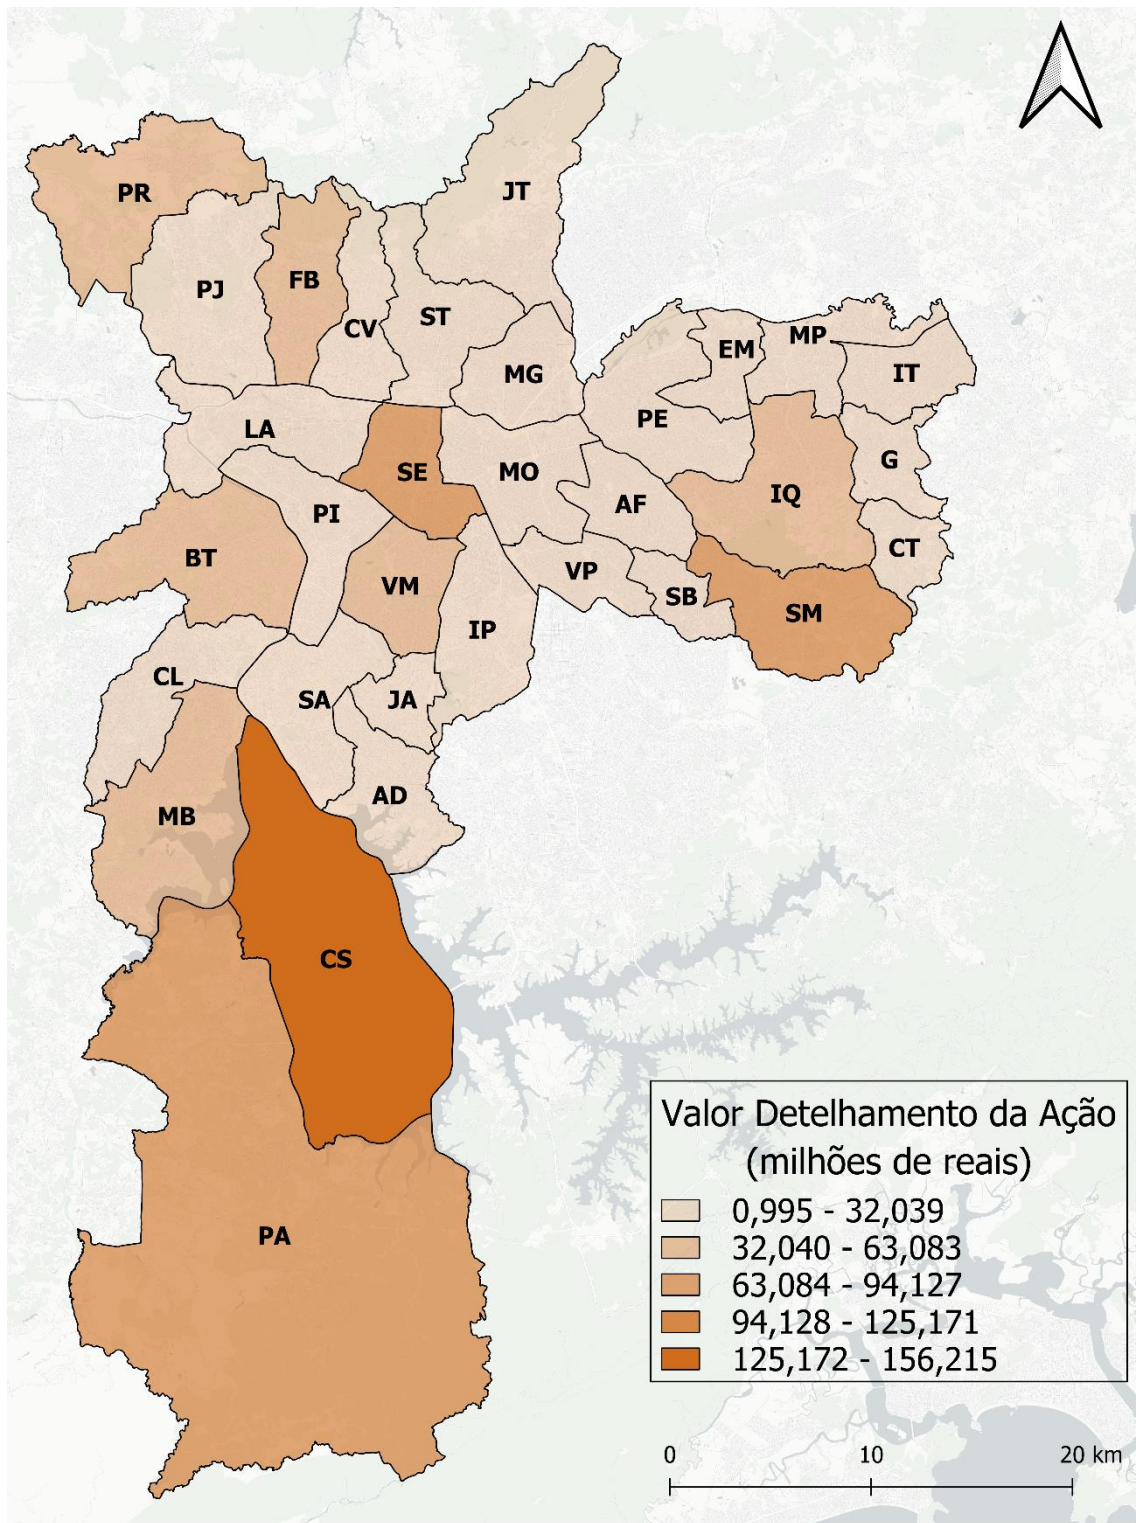 PR
JT
FB
PJ
ST
CV
MP
EM
IT
MG
PE
LA
G
SE
MO
IQ
AF
PI
CT
BT
VP
VM
SB
SM
IP
CL
SA
JA
AD
MB
CS
PA
Valor Detelhamento da Ação
(milhões de reais)
0,995 - 32,039
32,040 - 63,083
63,084 - 94,127
94,128 - 125,171
125,172 - 156,215
0 10 20 km